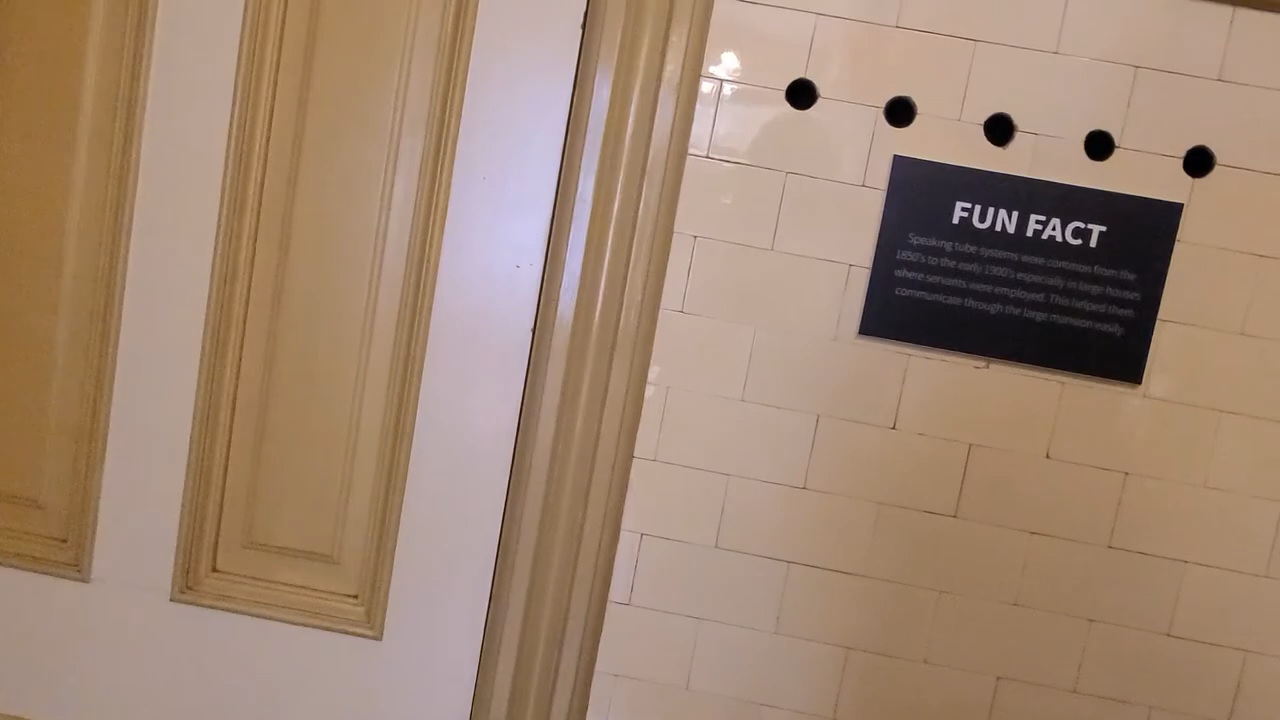 FUN FACT
Speaking tube systems were common from the
1850's to the early 1900's especially in large houses
where servants were employed. This helped them
communicate through the large mansion easily.